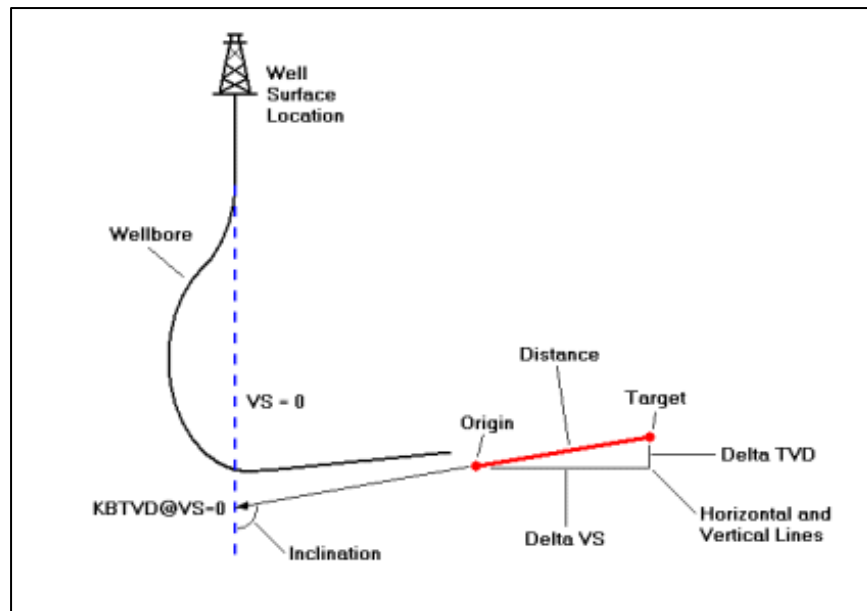 Well
Surface
Location
Wellbore
VS = 0
Distance
Target
Origin
Delta TVD
KBTVD@VS=0
Horizontal and
Vertical Lines
Delta VS
Inclination